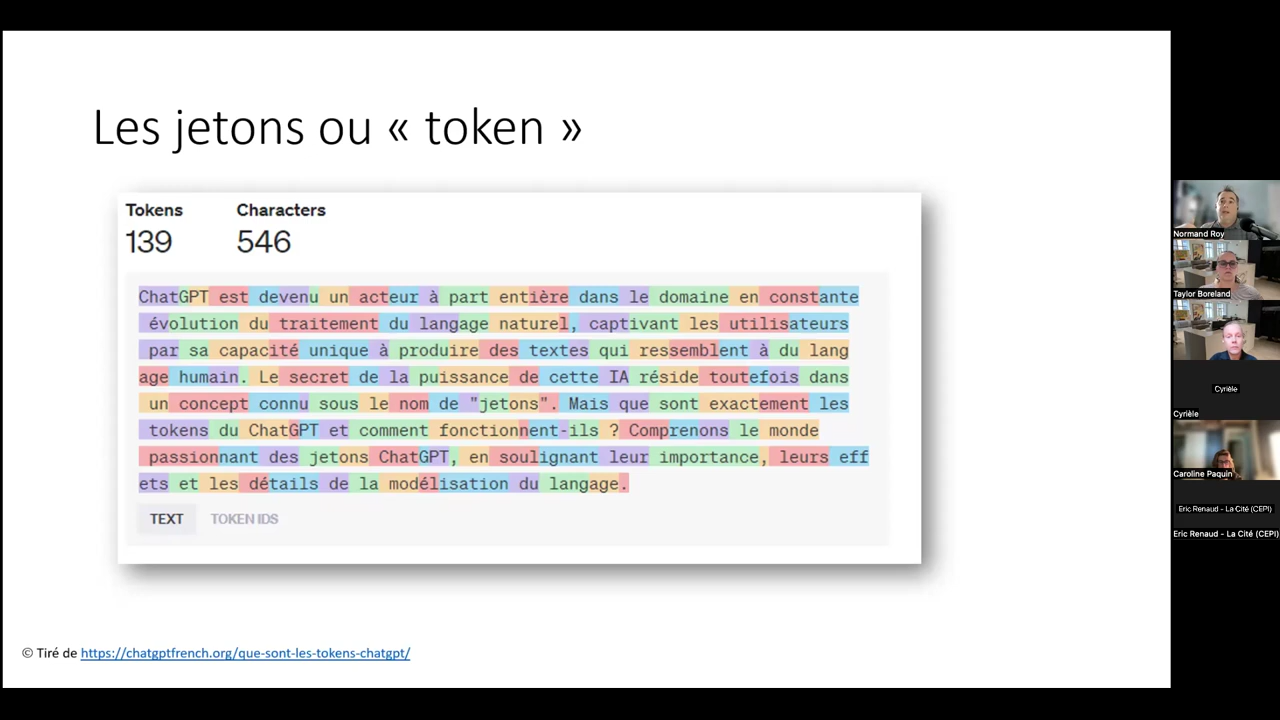 Les jetons ou « token »
Tokens
Characters
139
546
ChatGPT est devenu un acteur à part entière dans le domaine en constante
évolution du traitement du langage naturel, captivant les utilisateurs
par sa capacité unique à produire des textes qui ressemblent à du lang
age humain. Le secret de la puissance de cette IA réside toutefois dans
un concept connu sous le nom de "jetons". Mais que sont exactement les
tokens du ChatGPT et comment fonctionnent-ils ? Comprenons le monde
passionnant des jetons ChatGPT, en soulignant leur importance, leurs eff
ets et les détails de la modélisation du langage.
TEXT
TOKEN IDS
© Tiré de https://chatgptfrench.org/que-sont-les-tokens-chatgpt/
Normand Roy
Taylor Boreland
Cyrièle
Cyrièle
Caroline Paquin
Eric Renaud - La Cité (CEPI)
Eric Renaud - La Cité (CEPI)